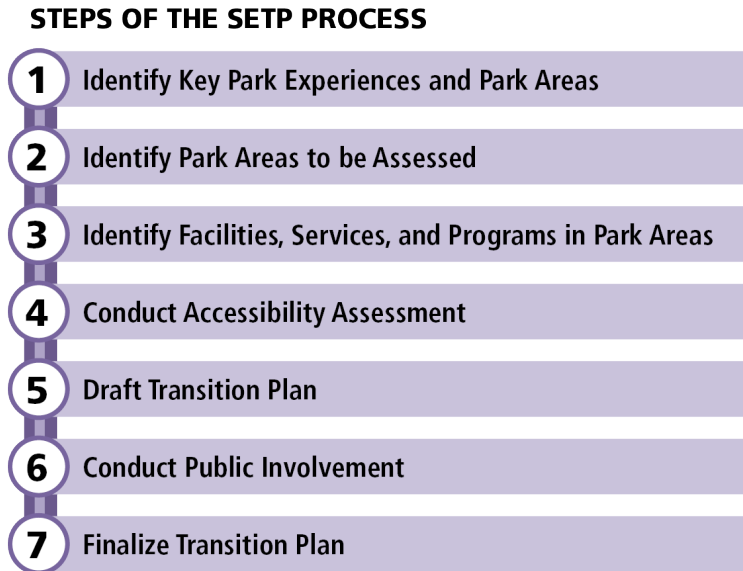 STEPS OF THE SETP PROCESS
1 Identify Key Park Experiences and Park Areas
2 Identify Park Areas to be Assessed
3 Identify Facilities, Services, and Programs in Park Areas
4 Conduct Accessibility Assessment
5 Draft Transition Plan
6 Conduct Public Involvement
7 Finalize Transition Plan